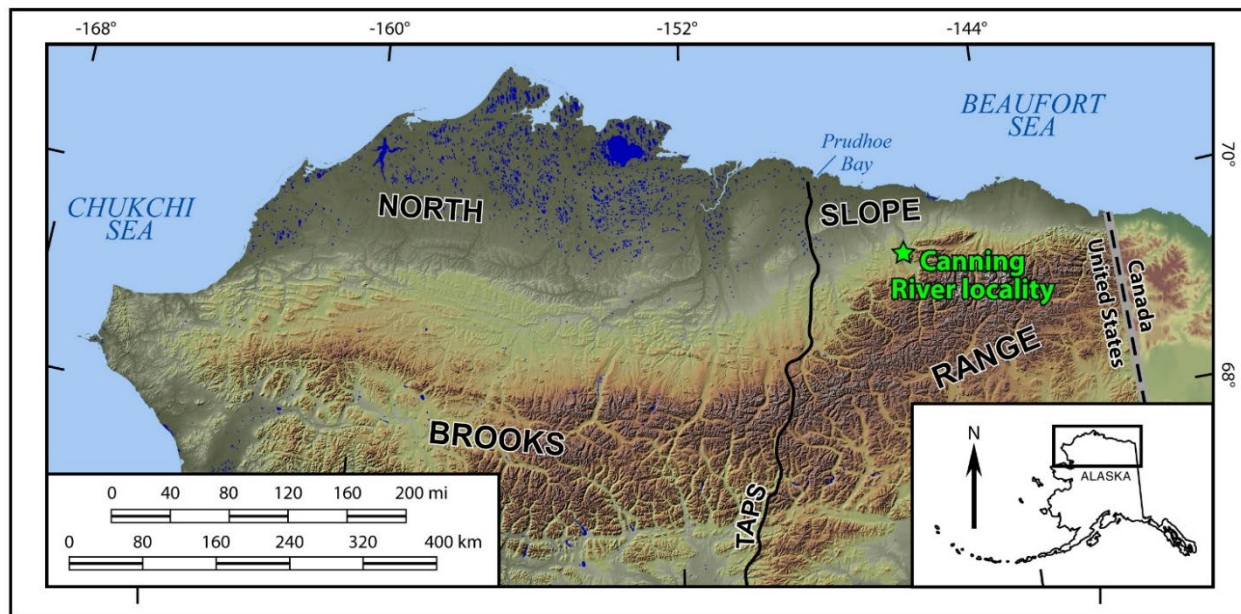 -168°
-160°
-152°
-144°
BEAUFORT
SEA
Prudhoe
Bay
70°
CHUKCHI
SEA
NORTH
SLOPE
Canning
River locality
Canada
United States
RANGE
68°
BROOKS
TAPS
N
ALASKA
0 40 80 120 160 200 mi
0 80 160 240 320 400 km